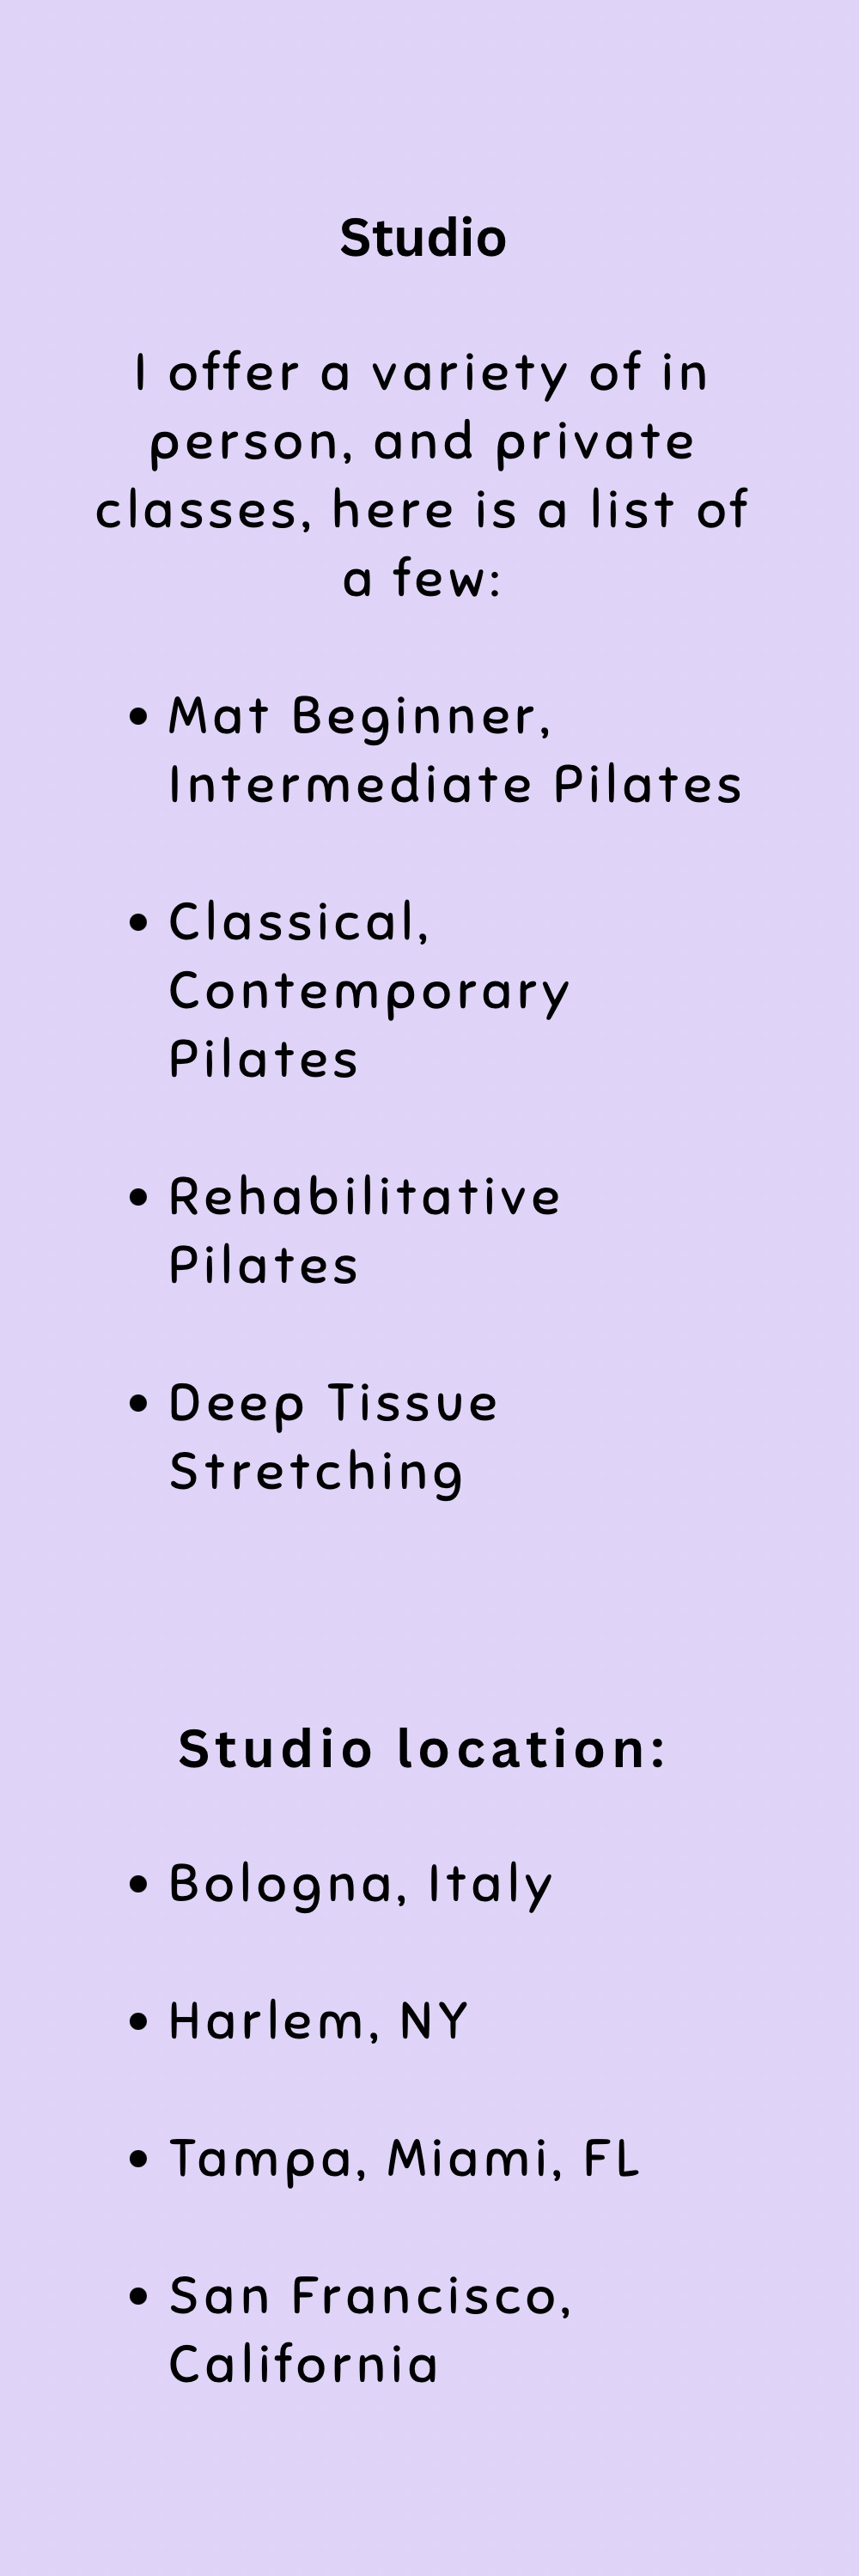 Studio
I offer a variety of in
person, and private
classes, here is a list of
a few:
• Mat Beginner,
Intermediate Pilates
• Classical,
Contemporary
Pilates
• Rehabilitative
Pilates
• Deep Tissue
Stretching
Studio location:
• Bologna, Italy
• Harlem, NY
• Tampa, Miami, FL
• San Francisco,
California